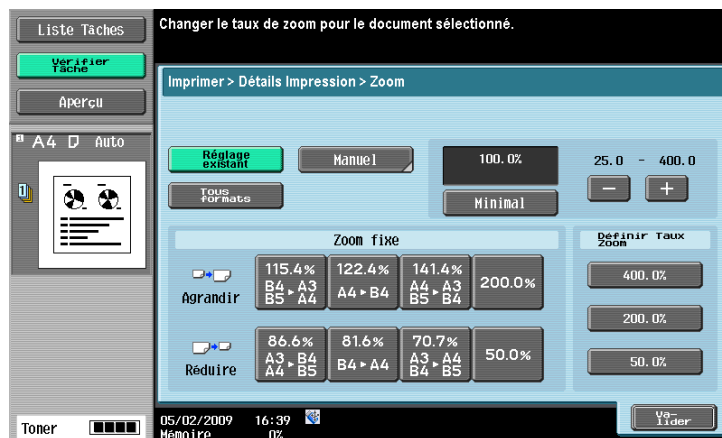 Liste Tâches
Changer le taux de zoom pour le document sélectionné.
Vérifier
Tâche
Imprimer > Détails Impression > Zoom
Aperçu
A4 Auto
Réglage
existant
Manuel
100.0%
25.0 - 400.0
Tous
formats
Minimal
− +
1
Zoom fixe
Définir Taux
Zoom
Agrandir
115.4%
B4▸A3
B5▸A4
122.4%
A4▸B4
141.4%
A4▸A3
B5▸B4
200.0%
400.0%
200.0%
Réduire
86.6%
A3▸B4
A4▸B5
81.6%
B4▸A4
70.7%
A3▸A4
B4▸B5
50.0%
50.0%
Va-
lider
Toner
05/02/2009 16:39
Mémoire 0%